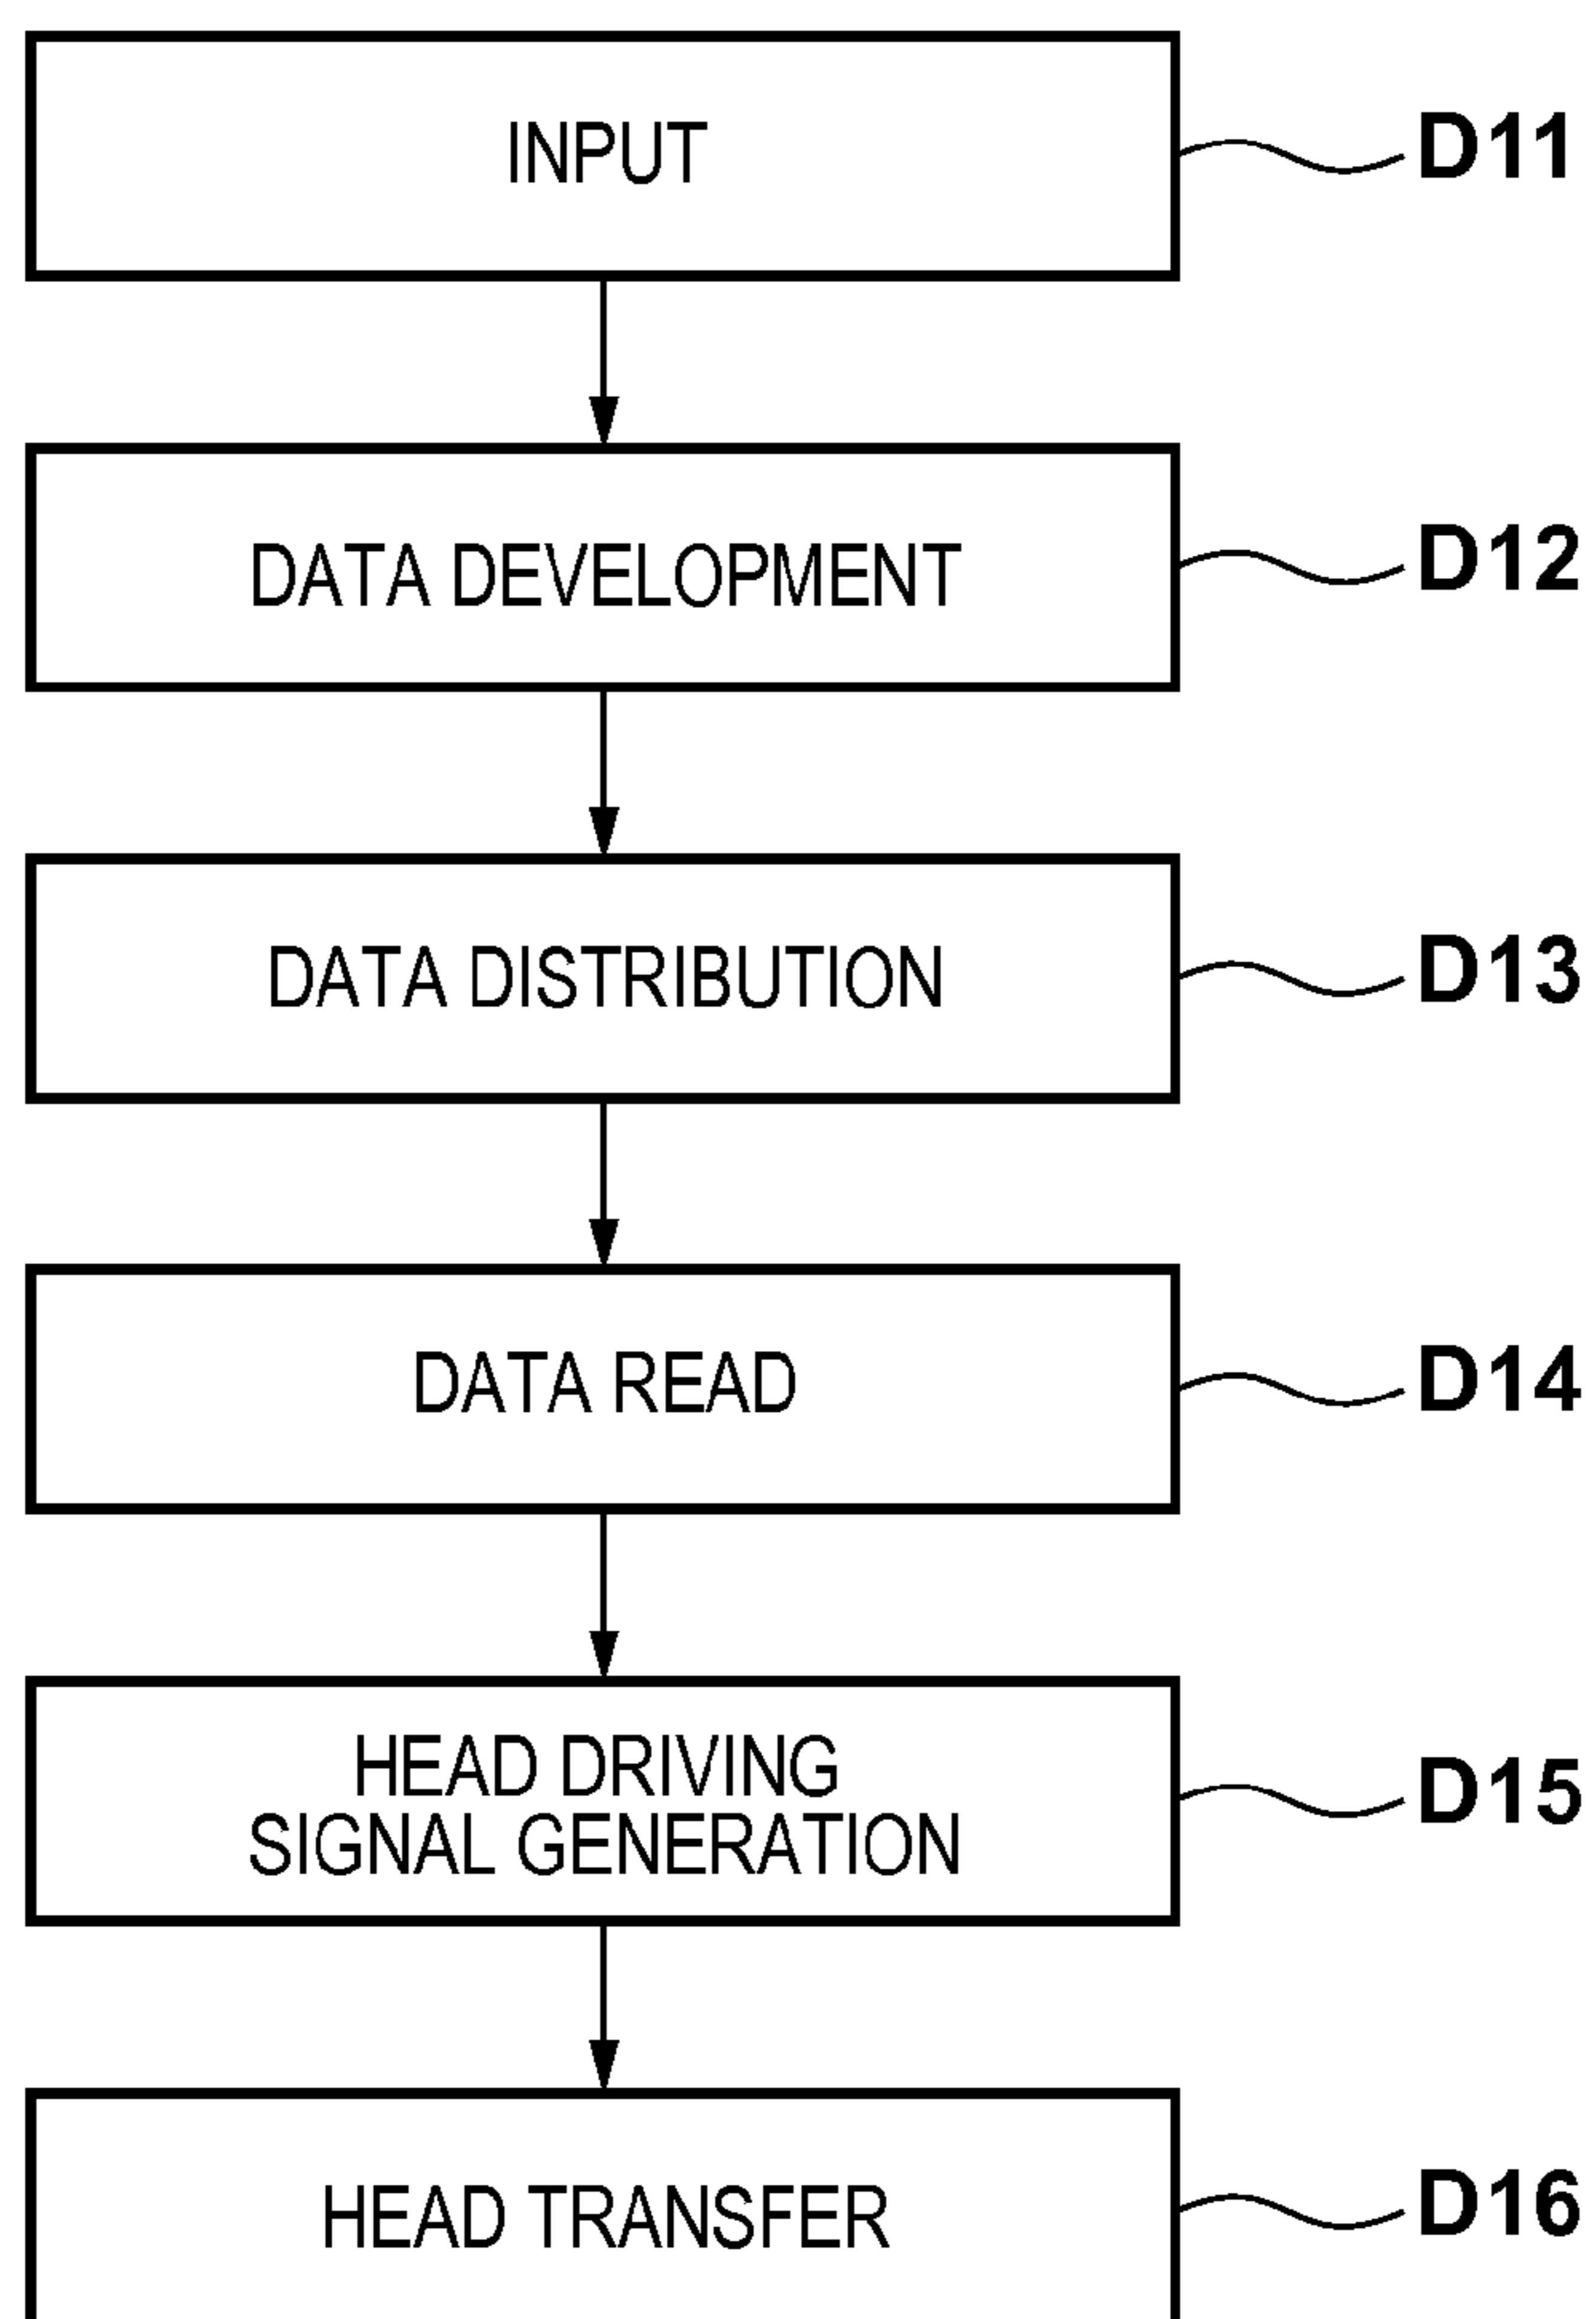 INPUT
D11
DATA DEVELOPMENT
D12
DATA DISTRIBUTION
D13
DATA READ
D14
HEAD DRIVING
SIGNAL GENERATION
D15
HEAD TRANSFER
D16